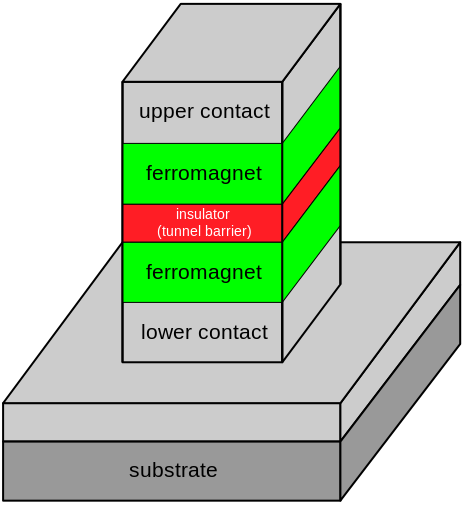 upper contact
ferromagnet
insulator
(tunnel barrier)
ferromagnet
lower contact
substrate